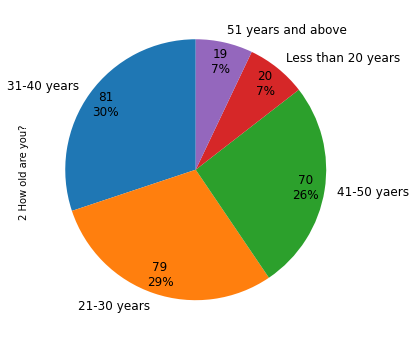 51 years and above
19
7%
Less than 20 years
20
7%
31-40 years
81
30%
2 How old are you?
70
26%
41-50 yaers
79
29%
21-30 years